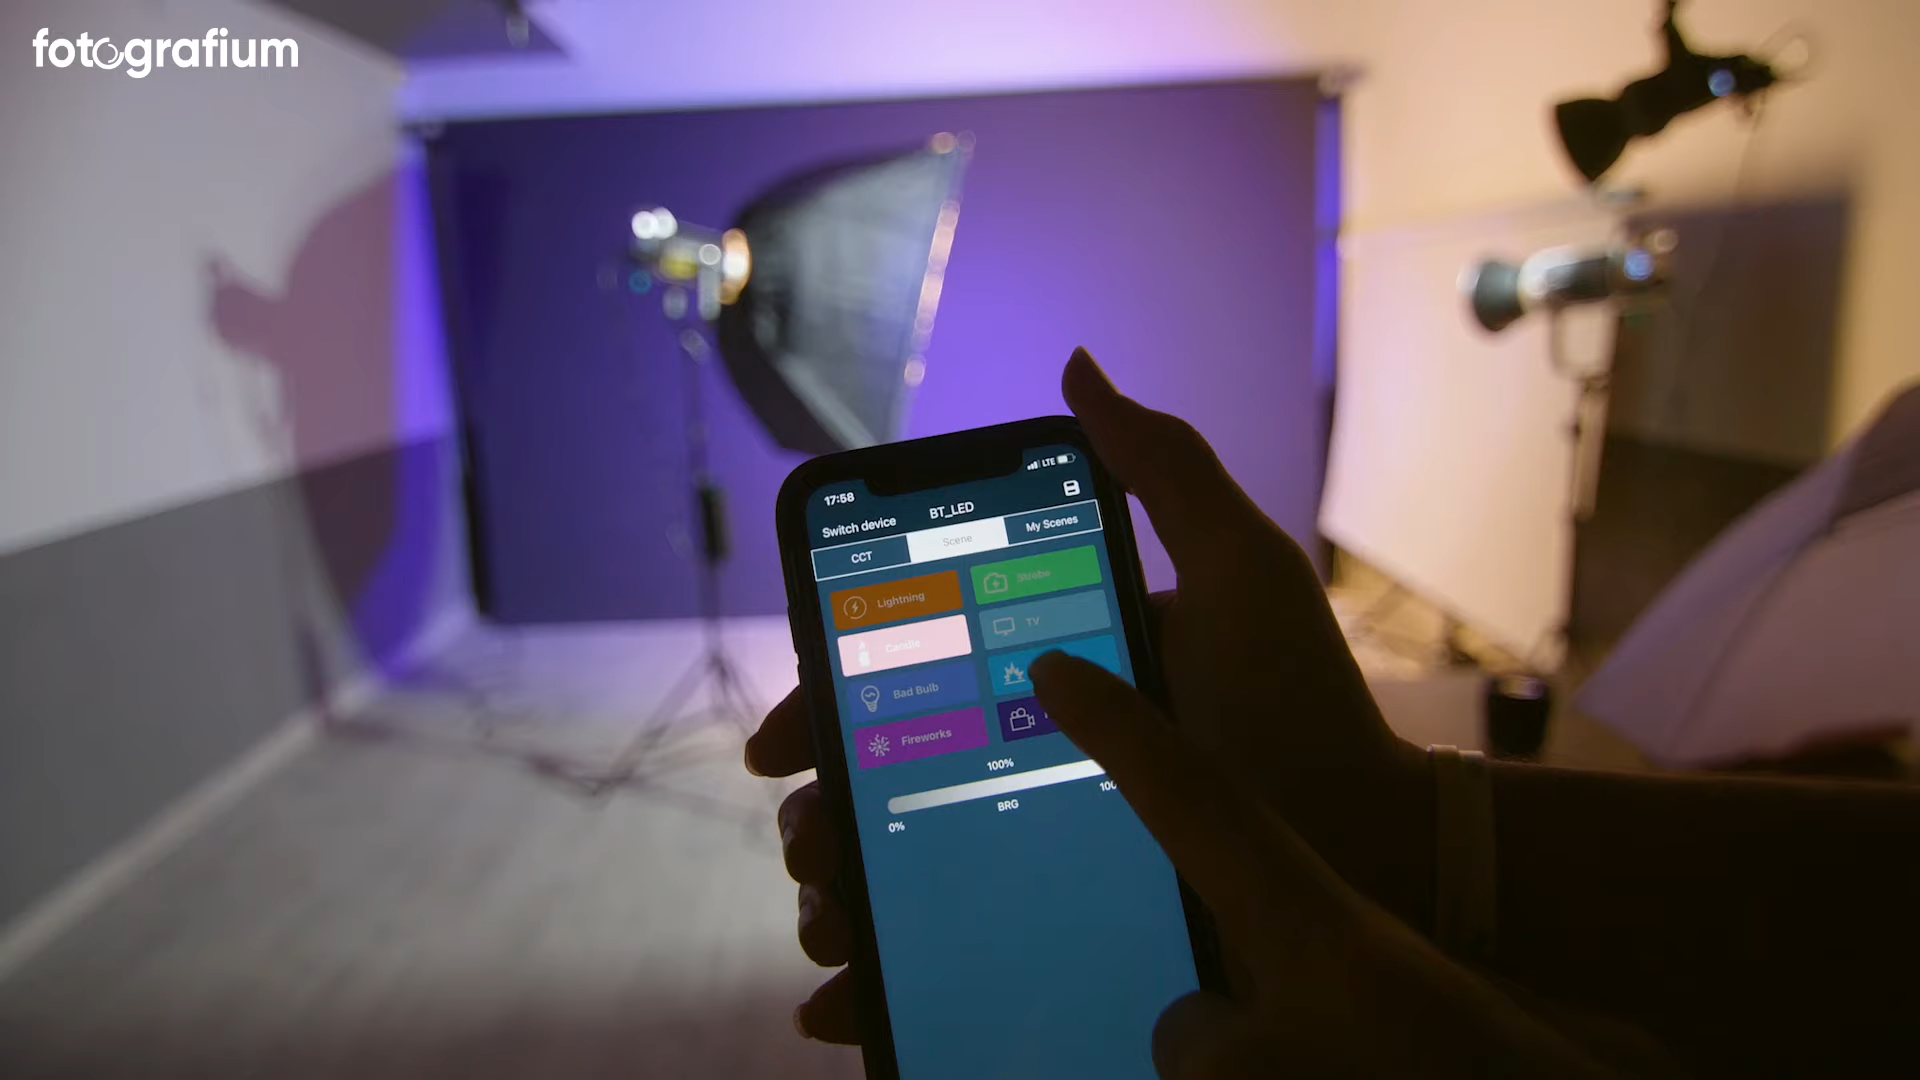 fotografium
17:58
LTE
Switch device
BT_LED
CCT
Scene
My Scenes
Lightning
Strobe
Candle
TV
Bad Bulb
Fireworks
100%
0%
BRG